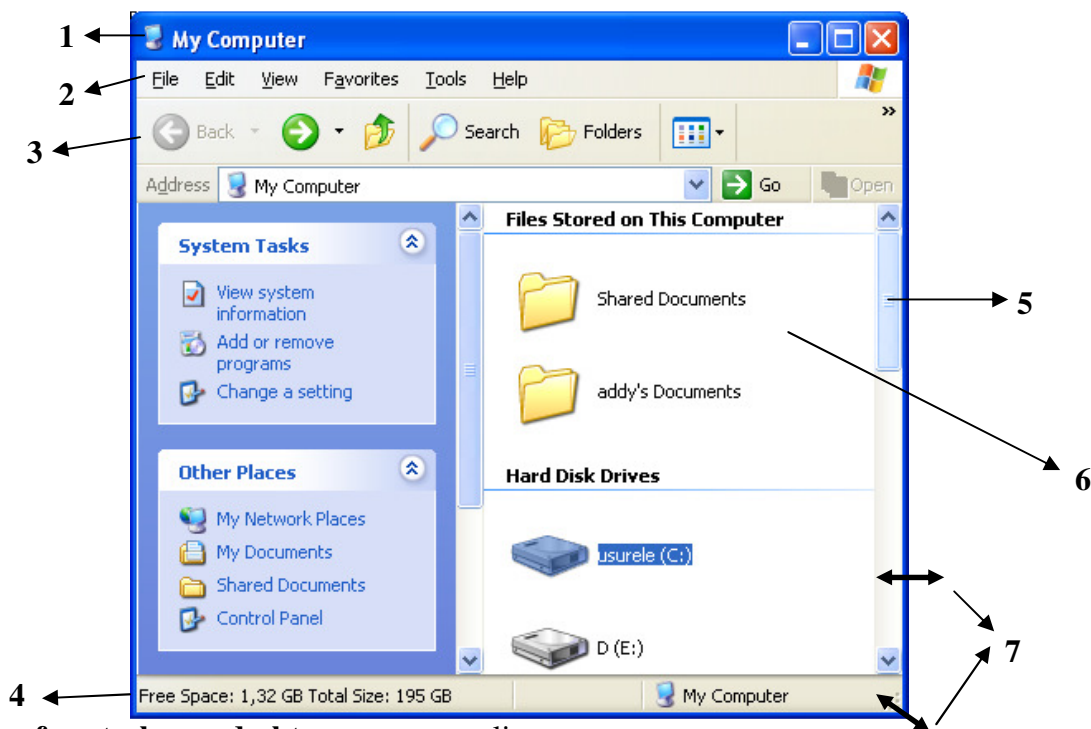 1
My Computer
2
File Edit View Favorites Tools Help
3
Back Search Folders »
Address My Computer Go Open
System Tasks
View system
information
Add or remove
programs
Change a setting
Other Places
My Network Places
My Documents
Shared Documents
Control Panel
Files Stored on This Computer
Shared Documents
addy's Documents
Hard Disk Drives
usurele (C:)
D (E:)
5
6
7
4
Free Space: 1,32 GB Total Size: 195 GB My Computer